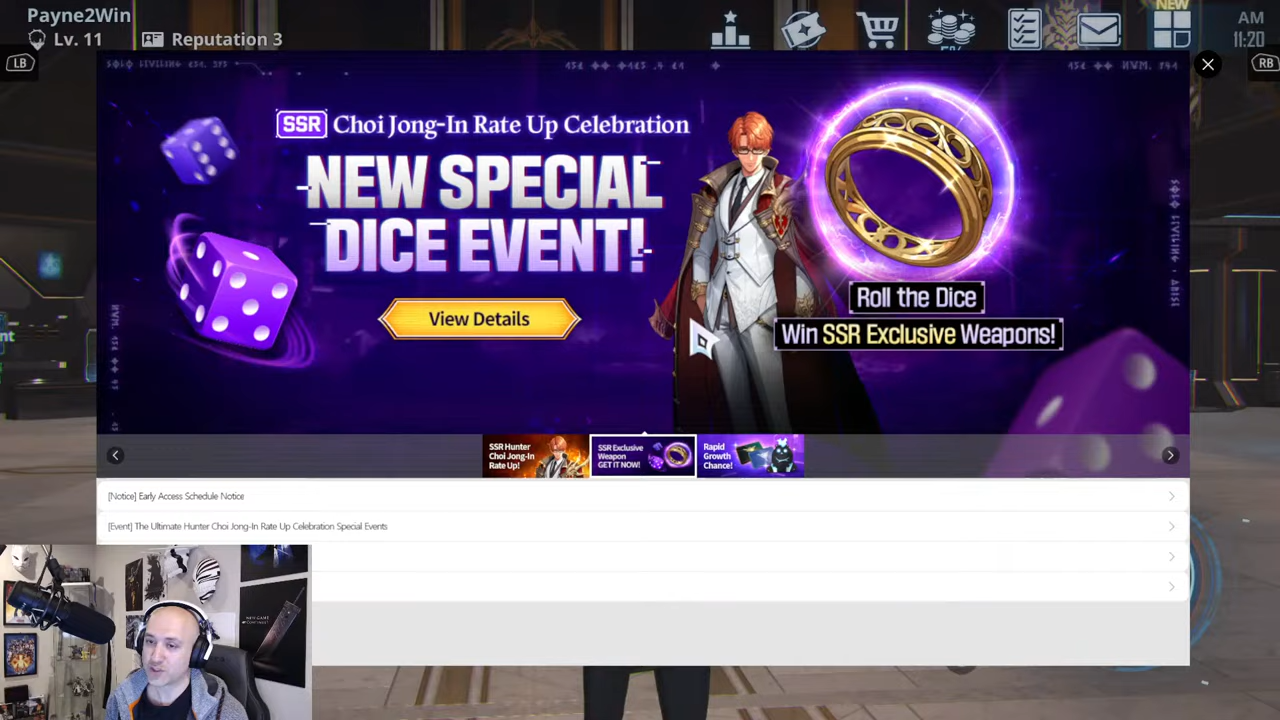 Payne2Win
Lv. 11
Reputation 3
NEW
AM
11:20
LB
RB
SSR Choi Jong-In Rate Up Celebration
NEW SPECIAL
DICE EVENT!
View Details
Roll the Dice
Win SSR Exclusive Weapons!
SSR Hunter
Choi Jong-In
Rate Up!
SSR Exclusive
Weapon
GET IT NOW!
Rapid
Growth
Chance!
[Notice] Early Access Schedule Notice
[Event] The Ultimate Hunter Choi Jong-In Rate Up Celebration Special Events